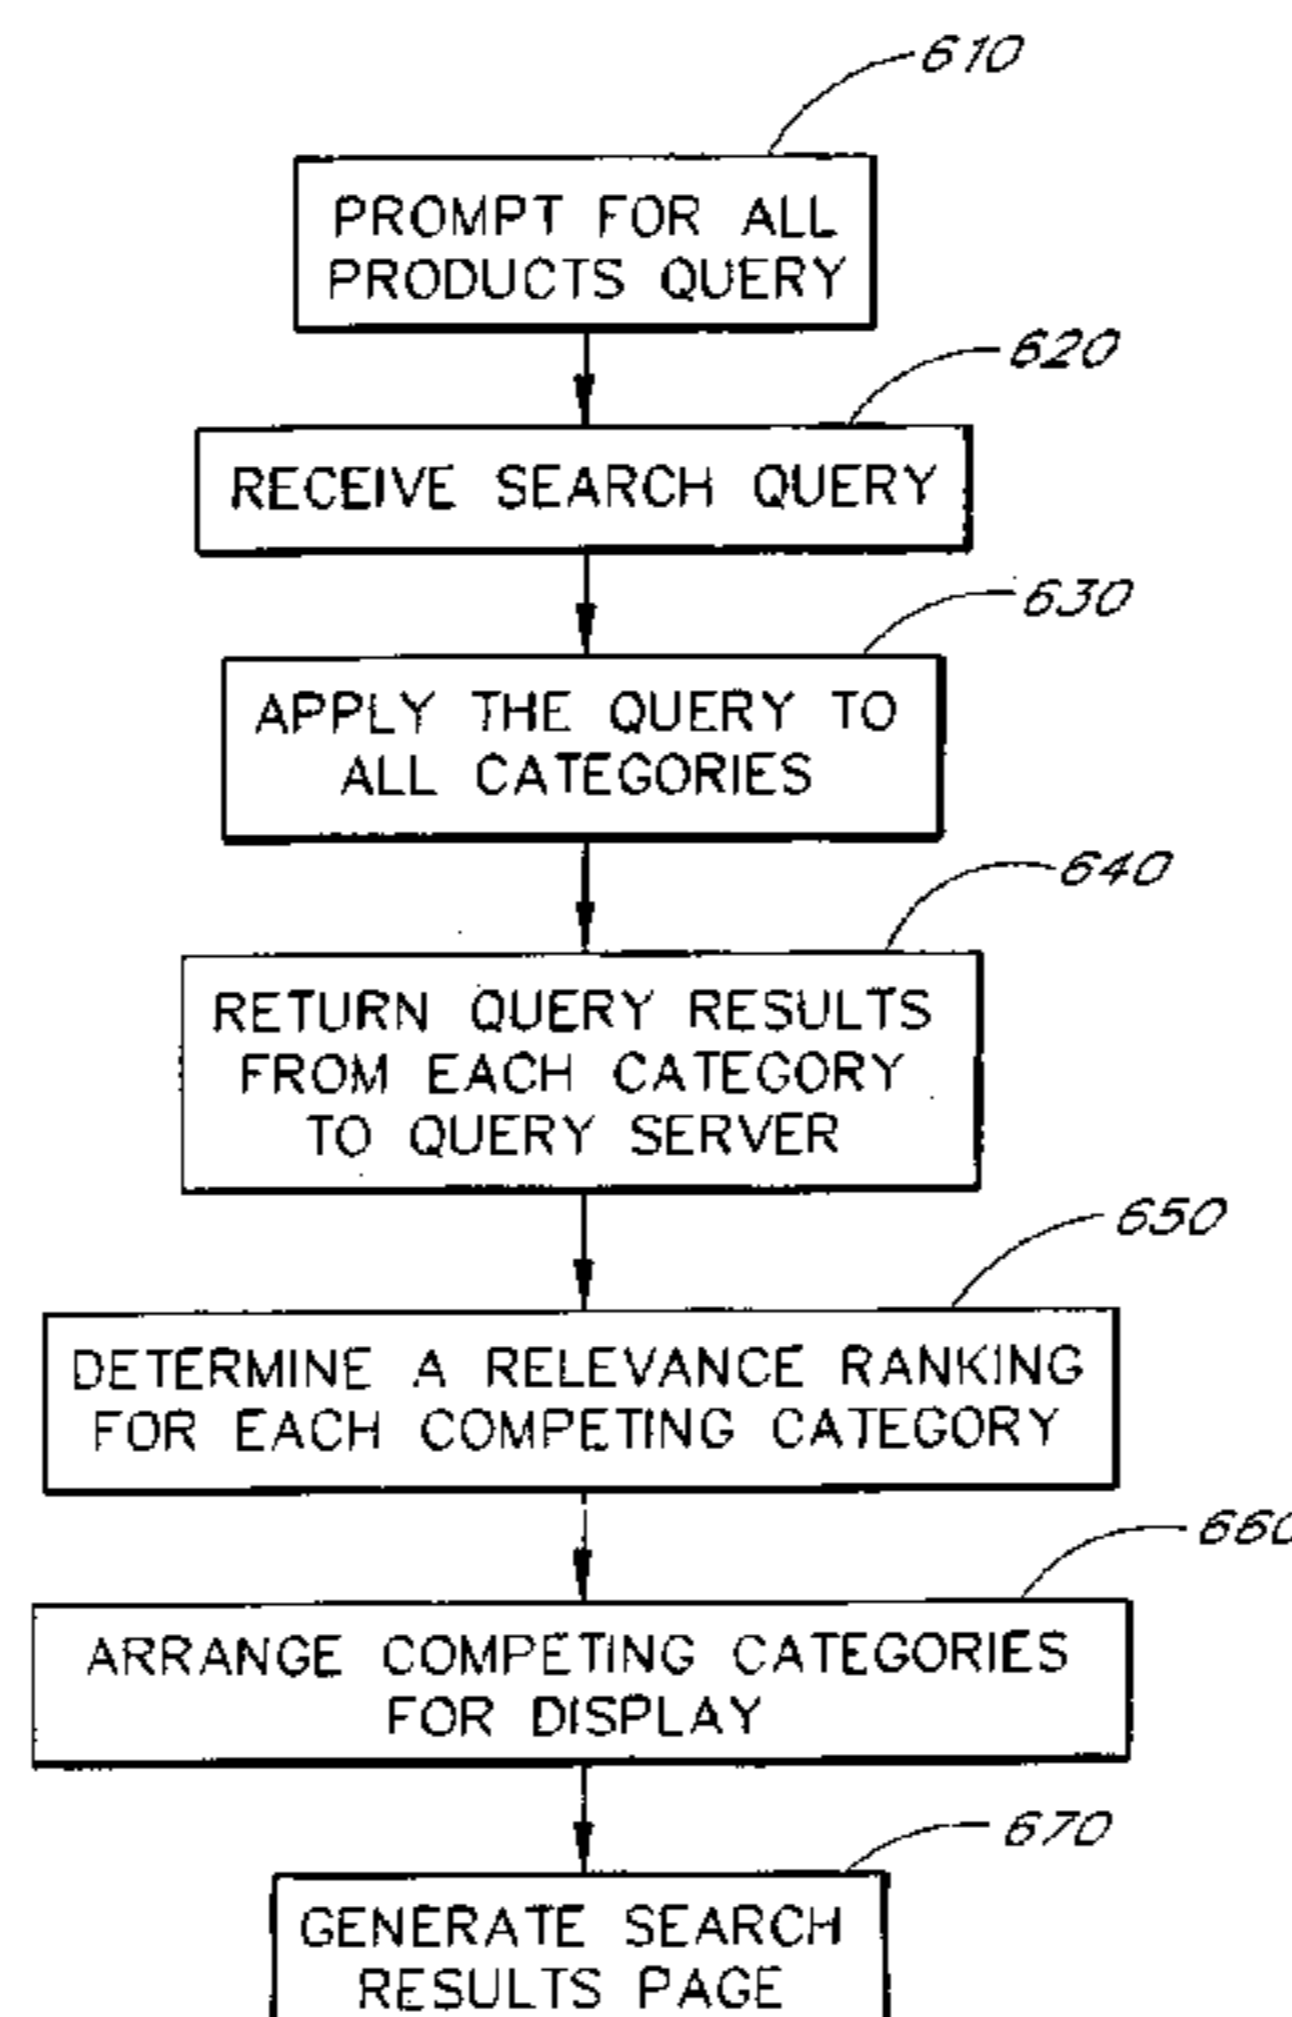 610
PROMPT FOR ALL
PRODUCTS QUERY
620
RECEIVE SEARCH QUERY
630
APPLY THE QUERY TO
ALL CATEGORIES
640
RETURN QUERY RESULTS
FROM EACH CATEGORY
TO QUERY SERVER
650
DETERMINE A RELEVANCE RANKING
FOR EACH COMPETING CATEGORY
660
ARRANGE COMPETING CATEGORIES
FOR DISPLAY
670
GENERATE SEARCH
RESULTS PAGE